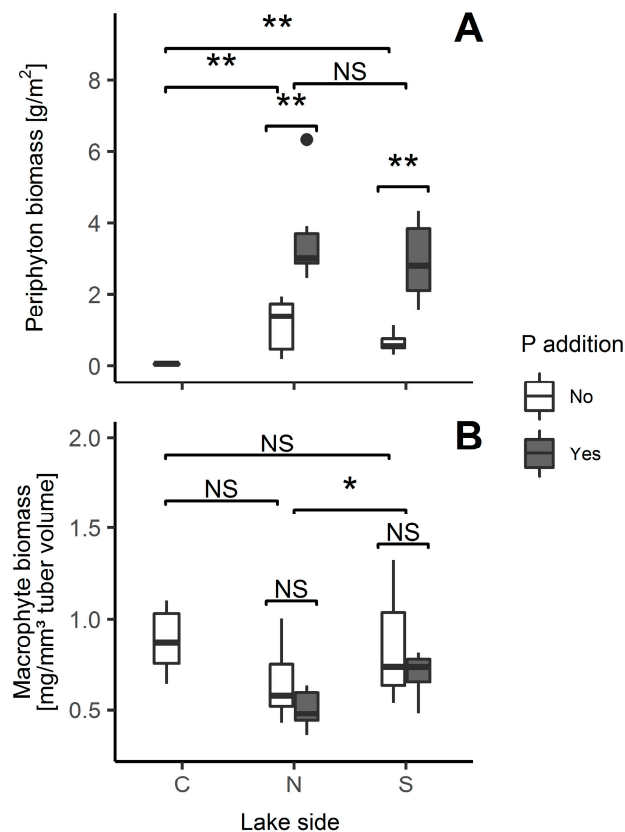 A
**
**
NS
**
**
8
6
4
2
0
Periphyton biomass [g/m²]
P addition
No
Yes
B
NS
NS
*
NS
NS
2.0
1.5
1.0
0.5
Macrophyte biomass
[mg/mm³ tuber volume]
C N S
Lake side